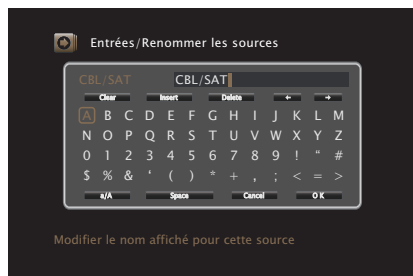 Entrées/Renommer les sources
CBL/SAT CBL/SAT
Clear Insert Delete ← →
A B C D E F G H I J K L M
N O P Q R S T U V W X Y Z
0 1 2 3 4 5 6 7 8 9 ! “ #
$ % & ‘ ( ) * + , ; < = >
a/A Space Cancel OK
Modifier le nom affiché pour cette source